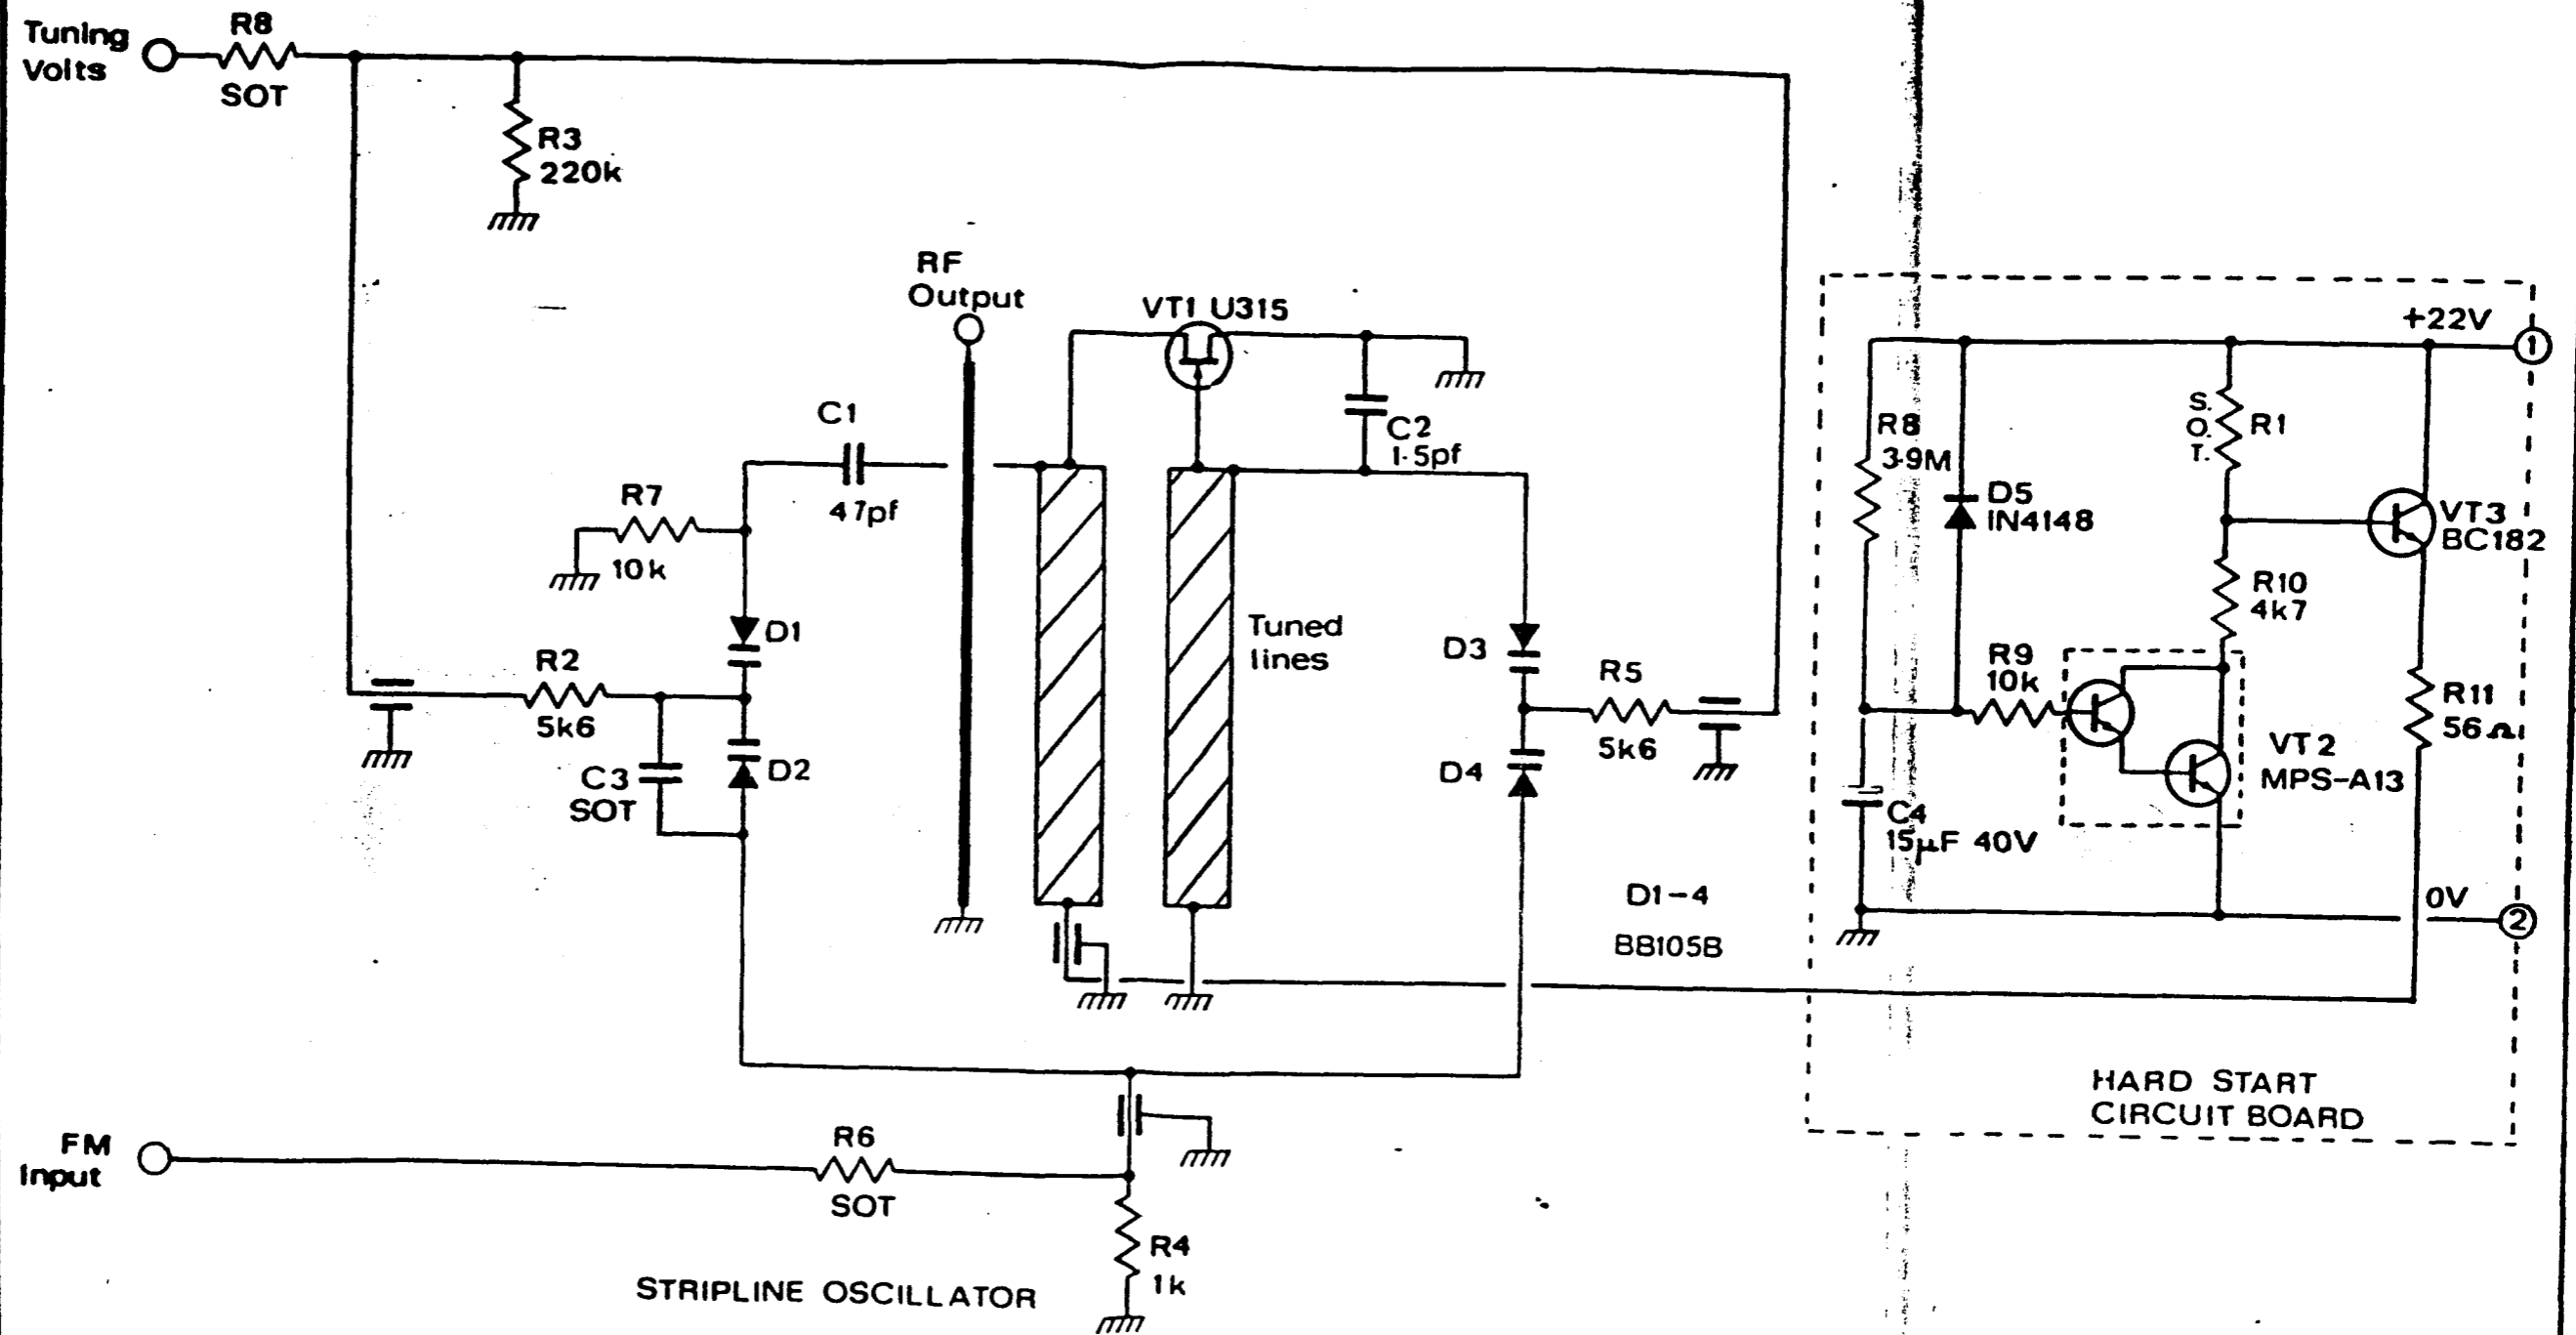 Tuning
Volts
R8
SOT
R3
220k
RF
Output
VT1 U315
C1
47pf
C2
1·5pf
R7
10k
D1
R2
5k6
C3
SOT
D2
Tuned
lines
D3
R5
5k6
D4
D1-4
BB105B
+22V
1
R8
3·9M
S.
O.
T.
R1
D5
IN4148
VT3
BC182
R10
4k7
R9
10k
R11
56Ω
VT2
MPS-A13
C4
15μF 40V
0V
2
HARD START
CIRCUIT BOARD
FM
Input
R6
SOT
R4
1k
STRIPLINE OSCILLATOR